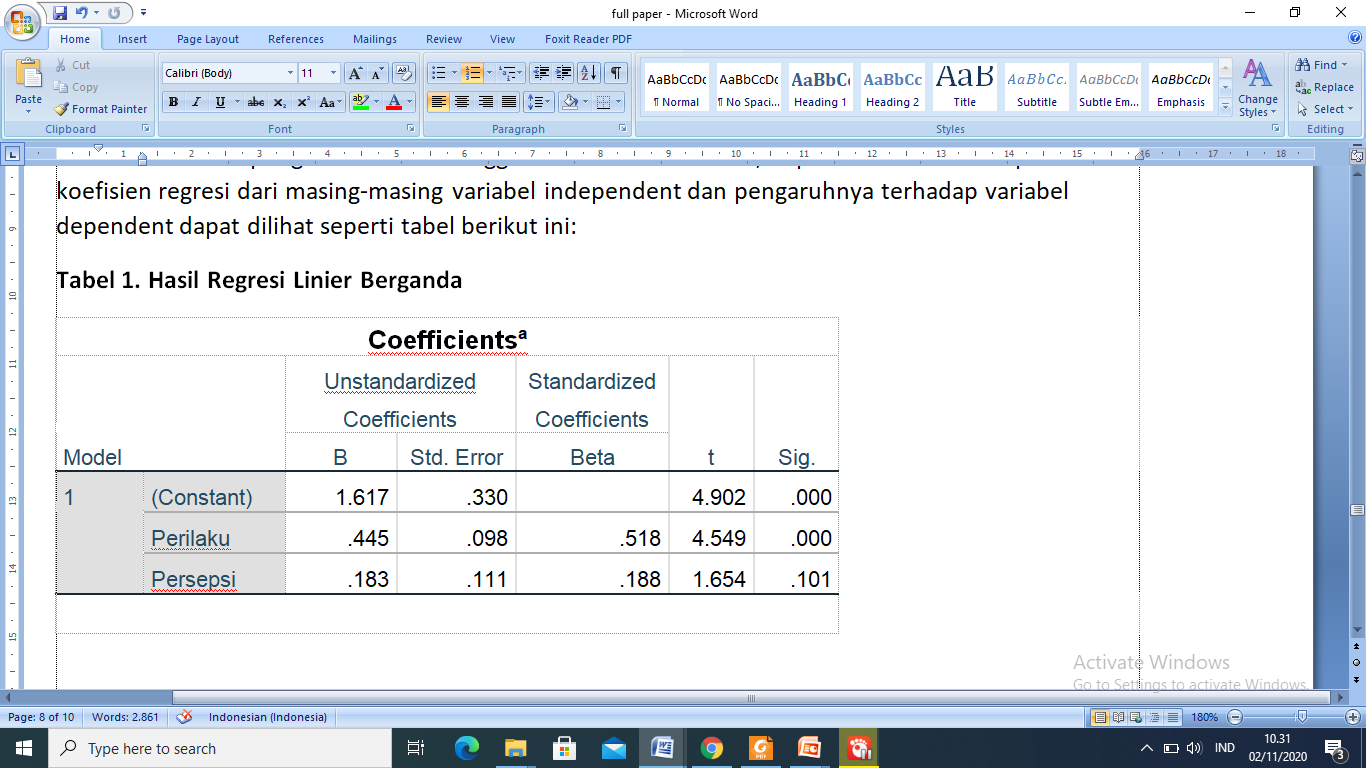 full paper - Microsoft Word
Home Insert Page Layout References Mailings Review View Foxit Reader PDF
Paste
Cut
Copy
Format Painter
Clipboard
Calibri (Body) 11
Font
Paragraph
AaBbCcDc AaBbCcDc AaBbC AaBbCc AaB AaBbCc. AaBbCcDc AaBbCcDc
¶ Normal ¶ No Spaci... Heading 1 Heading 2 Title Subtitle Subtle Em... Emphasis
Styles
Change Styles
Find
Replace
Select
Editing
koefisien regresi dari masing-masing variabel independent dan pengaruhnya terhadap variabel
dependent dapat dilihat seperti tabel berikut ini:
Tabel 1. Hasil Regresi Linier Berganda
Coefficientsa
Unstandardized Standardized
Coefficients Coefficients
Model B Std. Error Beta t Sig.
1 (Constant) 1.617 .330 4.902 .000
Perilaku .445 .098 .518 4.549 .000
Persepsi .183 .111 .188 1.654 .101
Activate Windows
Go to Settings to activate Windows.
Page: 8 of 10 Words: 2.861 Indonesian (Indonesia) 180%
Type here to search
IND
10.31
02/11/2020
3